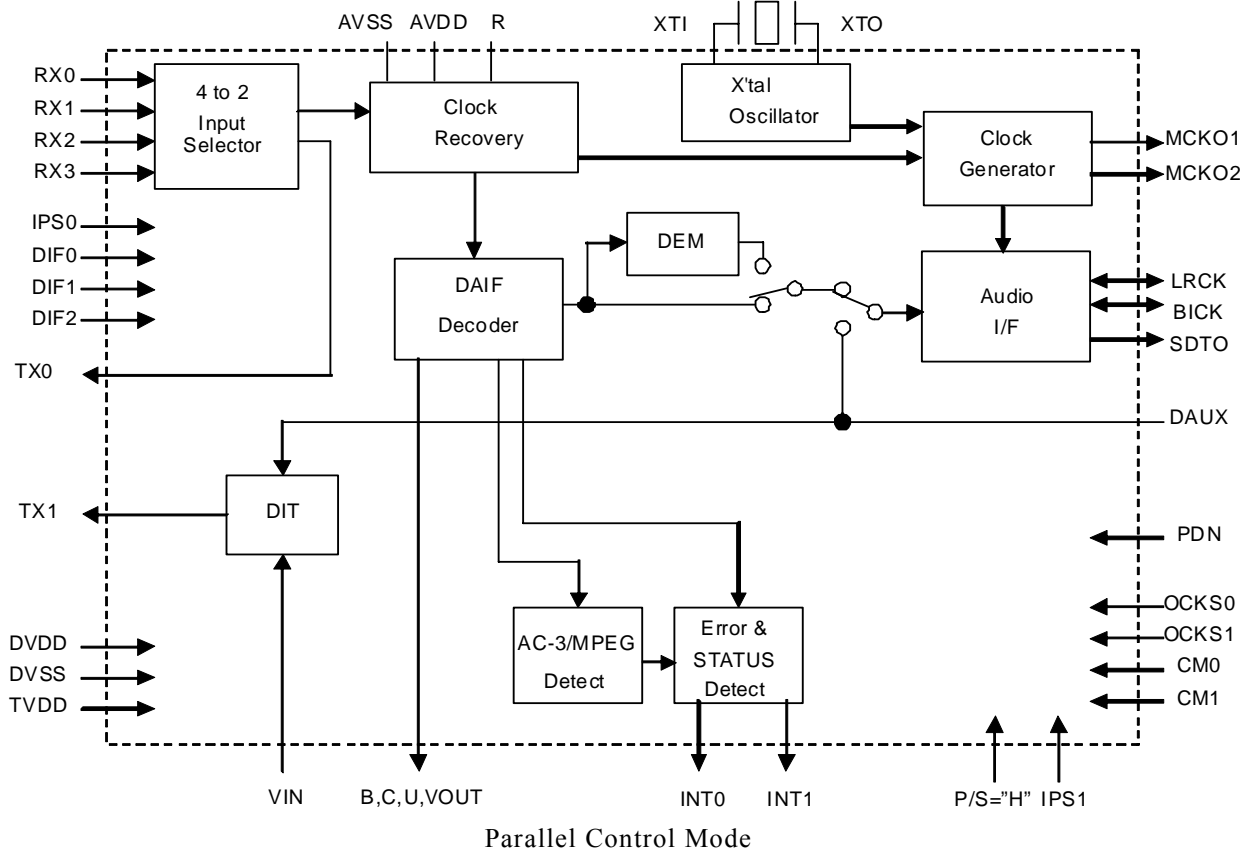 AVSS AVDD R
XTI XTO
RX0
RX1
RX2
RX3
4 to 2
Input
Selector
Clock
Recovery
X'tal
Oscillator
Clock
Generator
MCKO1
MCKO2
IPS0
DIF0
DIF1
DIF2
DEM
DAIF
Decoder
Audio
I/F
LRCK
BICK
SDTO
TX0
DAUX
TX1
DIT
PDN
OCKS0
OCKS1
CM0
CM1
AC-3/MPEG
Detect
Error &
STATUS
Detect
DVDD
DVSS
TVDD
VIN
B,C,U,VOUT
INT0
INT1
P/S="H"
IPS1
Parallel Control Mode